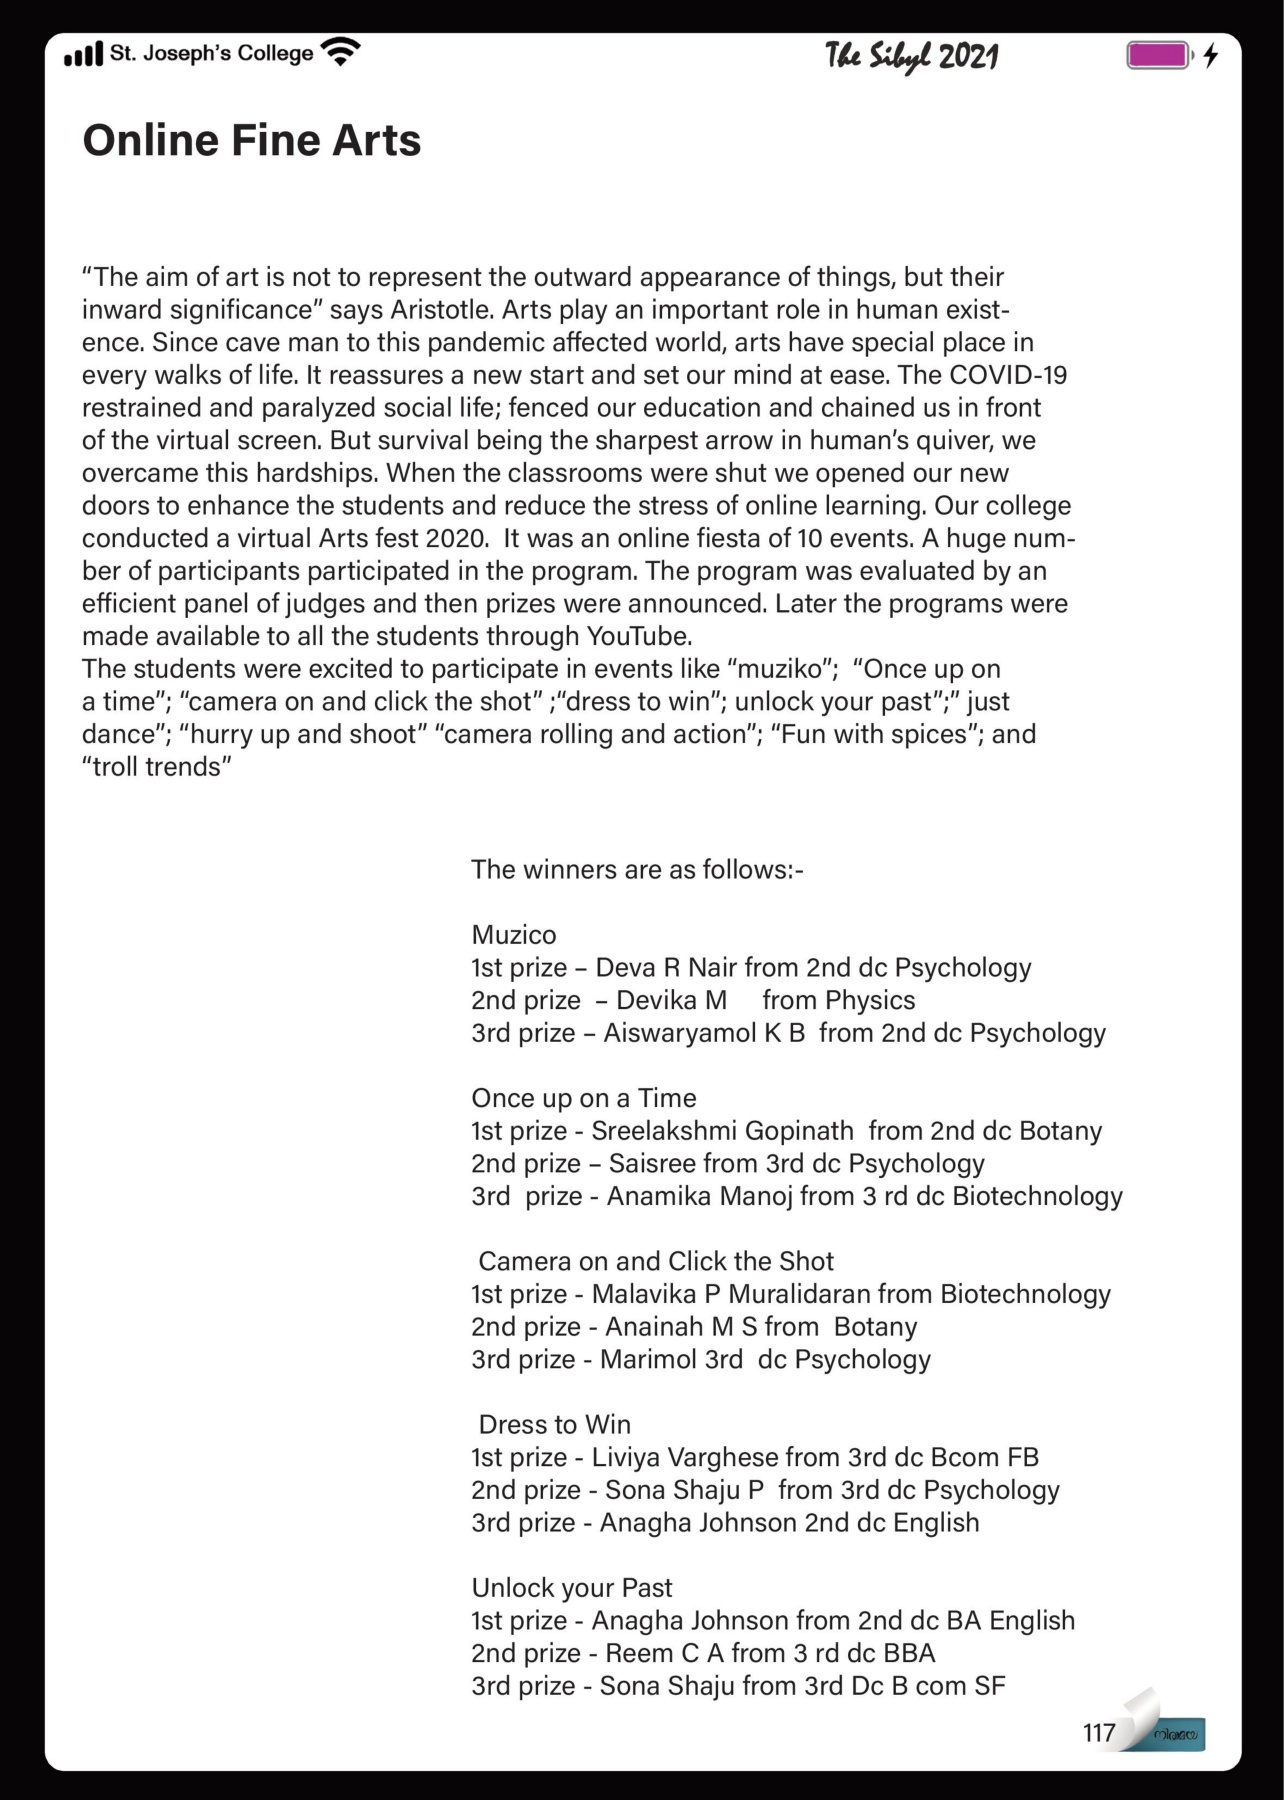 St. Joseph's College
The Sibyl 2021
Online Fine Arts
“The aim of art is not to represent the outward appearance of things, but their
inward significance” says Aristotle. Arts play an important role in human exist-
ence. Since cave man to this pandemic affected world, arts have special place in
every walks of life. It reassures a new start and set our mind at ease. The COVID-19
restrained and paralyzed social life; fenced our education and chained us in front
of the virtual screen. But survival being the sharpest arrow in human’s quiver, we
overcame this hardships. When the classrooms were shut we opened our new
doors to enhance the students and reduce the stress of online learning. Our college
conducted a virtual Arts fest 2020.  It was an online fiesta of 10 events. A huge num-
ber of participants participated in the program. The program was evaluated by an
efficient panel of judges and then prizes were announced. Later the programs were
made available to all the students through YouTube.
The students were excited to participate in events like “muziko”;  “Once up on
a time”; “camera on and click the shot” ;“dress to win”; unlock your past”;” just
dance”; “hurry up and shoot” “camera rolling and action”; “Fun with spices”; and
“troll trends”
The winners are as follows:-
Muzico
1st prize – Deva R Nair from 2nd dc Psychology
2nd prize  – Devika M     from Physics
3rd prize – Aiswaryamol K B  from 2nd dc Psychology
Once up on a Time
1st prize - Sreelakshmi Gopinath  from 2nd dc Botany
2nd prize – Saisree from 3rd dc Psychology
3rd  prize - Anamika Manoj from 3 rd dc Biotechnology
Camera on and Click the Shot
1st prize - Malavika P Muralidaran from Biotechnology
2nd prize - Anainah M S from  Botany
3rd prize - Marimol 3rd  dc Psychology
Dress to Win
1st prize - Liviya Varghese from 3rd dc Bcom FB
2nd prize - Sona Shaju P  from 3rd dc Psychology
3rd prize - Anagha Johnson 2nd dc English
Unlock your Past
1st prize - Anagha Johnson from 2nd dc BA English
2nd prize - Reem C A from 3 rd dc BBA
3rd prize - Sona Shaju from 3rd Dc B com SF
117